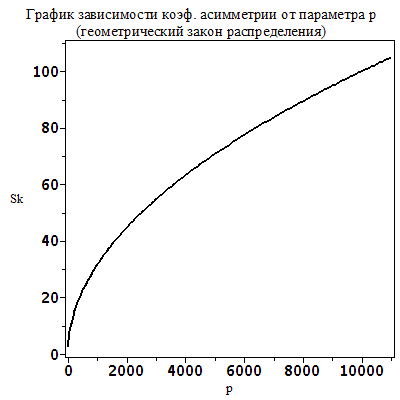 График зависимости коэф. асимметрии от параметра p
(геометрический закон распределения)
100
80
60
Sk
40
20
0
0 2000 4000 6000 8000 10000
p